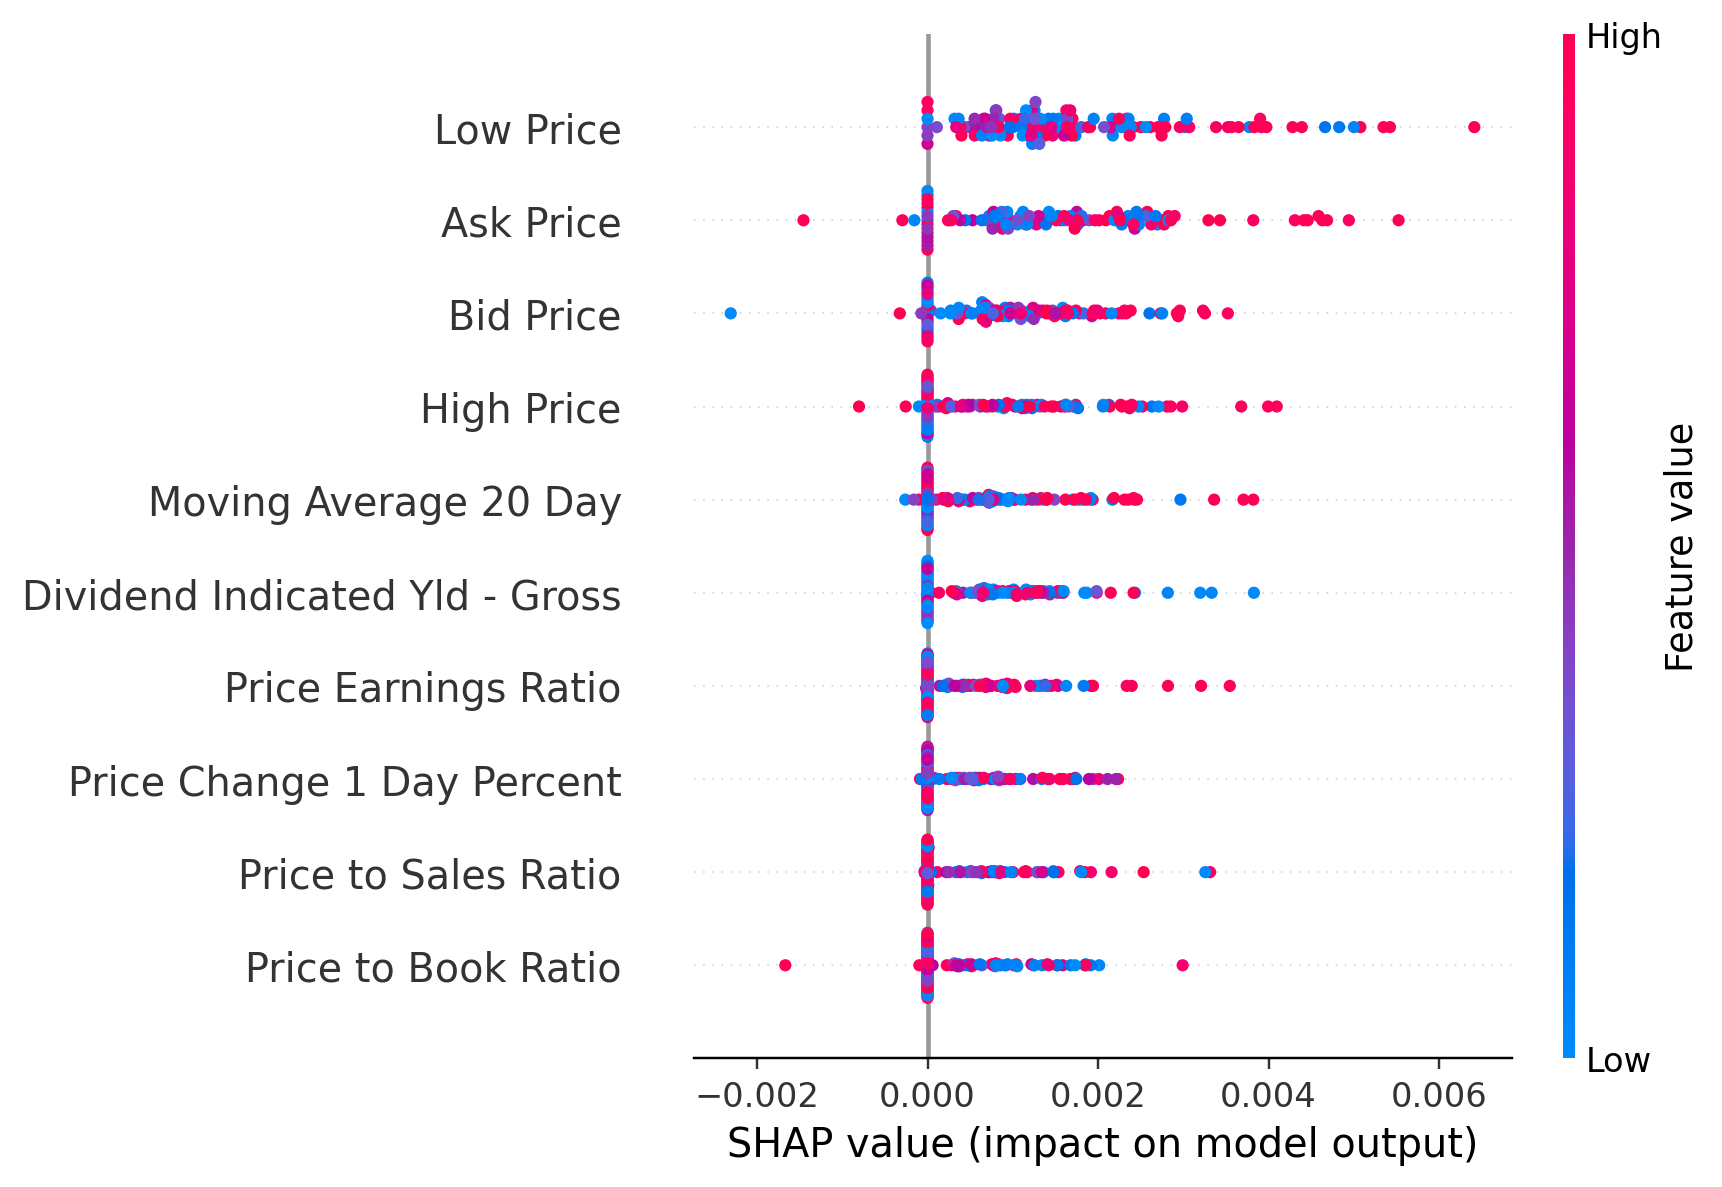 High
Low Price
Ask Price
Bid Price
High Price
Moving Average 20 Day
Dividend Indicated Yld - Gross
Price Earnings Ratio
Price Change 1 Day Percent
Price to Sales Ratio
Price to Book Ratio
Feature value
Low
−0.002 0.000 0.002 0.004 0.006
SHAP value (impact on model output)